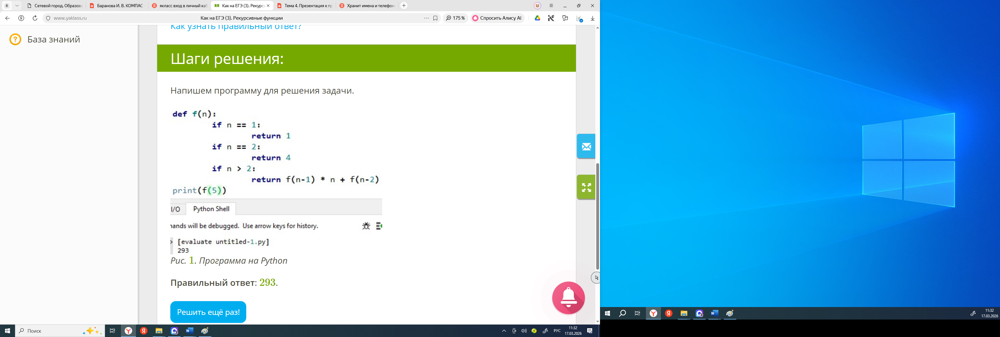 6
Сетевой город. Образова
Баранова И. В. КОМПАС -
якласс вход в личный каб
Как на ЕГЭ (3). Рекурс
Тема 4. Презентация к пр
Хранит имена и телефон
www.yaklass.ru
Как на ЕГЭ (3). Рекурсивные функции
175 %
Спросить Алису AI
База знаний
Как узнать правильный ответ?
Шаги решения:
Напишем программу для решения задачи.
def f(n):
if n == 1:
return 1
if n == 2:
return 4
if n > 2:
return f(n-1) * n + f(n-2)
print(f(5))
I/O
Python Shell
ands will be debugged. Use arrow keys for history.
> [evaluate untitled-1.py]
293
Рис. 1. Программа на Python
Правильный ответ: 293.
Решить ещё раз!
Поиск
РУС
11:32
17.03.2026
11:32
17.03.2026